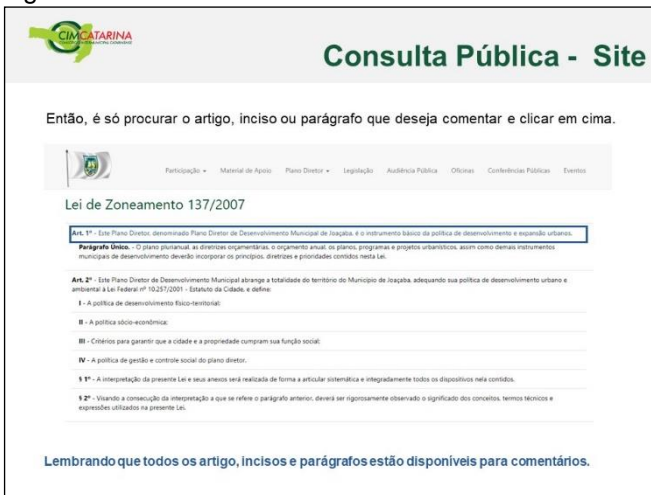 CIMCATARINA
Consulta Pública - Site
Então, é só procurar o artigo, inciso ou parágrafo que deseja comentar e clicar em cima.
Participação Material de Apoio Plano Diretor Legislação Audiência Pública Oficinas Conferências Públicas Eventos
Lei de Zoneamento 137/2007
Art. 1º - Este Plano Diretor, denominado Plano Diretor de Desenvolvimento Municipal de Joaçaba, é o instrumento básico da política de desenvolvimento e expansão urbanos.
Parágrafo Único. - O plano plurianual, as diretrizes orçamentárias, o orçamento anual, os planos, programas e projetos urbanísticos, assim como demais instrumentos
municipais de desenvolvimento deverão incorporar os princípios, diretrizes e prioridades contidos nesta Lei.
Art. 2º - Este Plano Diretor de Desenvolvimento Municipal abrange a totalidade do território do Município de Joaçaba, adequando sua política de desenvolvimento urbano e
ambiental à Lei Federal nº 10.257/2001 - Estatuto da Cidade, e define:
I - A política de desenvolvimento físico-territorial;
II - A política sócio-econômica;
III - Critérios para garantir que a cidade e a propriedade cumpram sua função social;
IV - A política de gestão e controle social do plano diretor.
§ 1º - A interpretação da presente Lei e seus anexos será realizada de forma a articular sistemática e integradamente todos os dispositivos nela contidos.
§ 2º - Visando a consecução da interpretação a que se refere o parágrafo anterior, deverá ser rigorosamente observado o significado dos conceitos, termos técnicos e
expressões utilizados na presente Lei.
Lembrando que todos os artigo, incisos e parágrafos estão disponíveis para comentários.